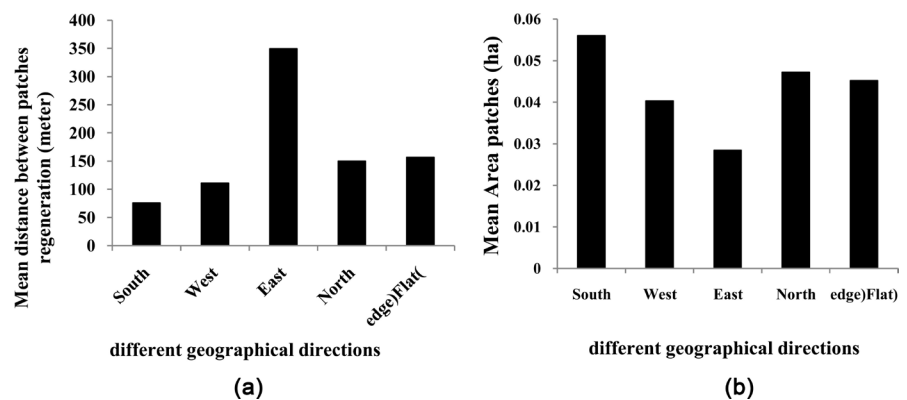 Mean distance between patches
regeneration (meter)
400
350
300
250
200
150
100
50
0
South
West
East
North
edge)Flat(
different geographical directions
(a)
Mean Area patches (ha)
0.06
0.05
0.04
0.03
0.02
0.01
0
South
West
East
North
edge)Flat)
different geographical directions
(b)